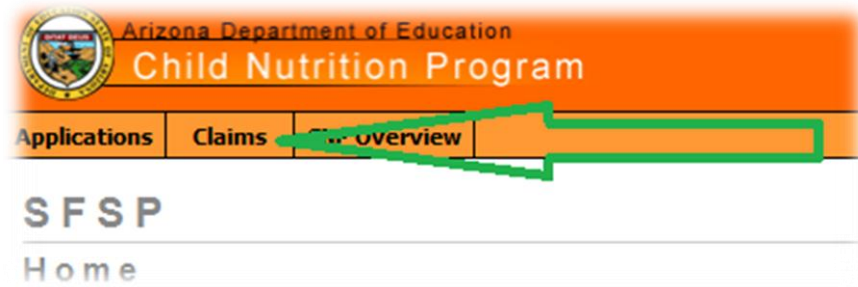 Arizona Department of Education
Child Nutrition Program
Applications Claims Overview
SFSP
Home